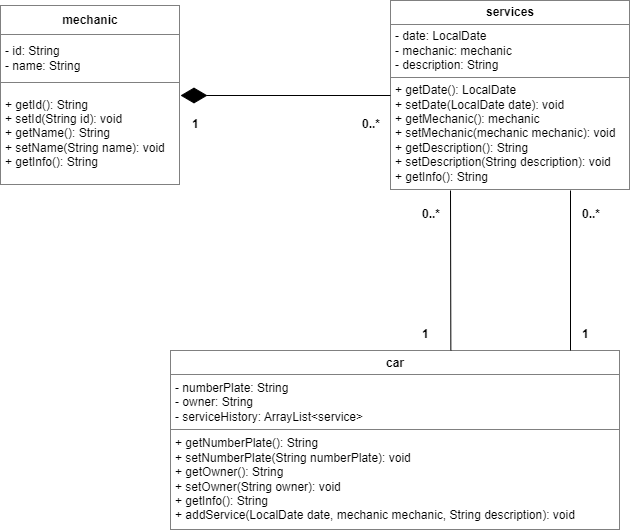 mechanic
- id: String
- name: String
+ getId(): String
+ setId(String id): void
+ getName(): String
+ setName(String name): void
+ getInfo(): String
services
- date: LocalDate
- mechanic: mechanic
- description: String
+ getDate(): LocalDate
+ setDate(LocalDate date): void
+ getMechanic(): mechanic
+ setMechanic(mechanic mechanic): void
+ getDescription(): String
+ setDescription(String description): void
+ getInfo(): String
1
0..*
0..*
0..*
1
1
car
- numberPlate: String
- owner: String
- serviceHistory: ArrayList<service>
+ getNumberPlate(): String
+ setNumberPlate(String numberPlate): void
+ getOwner(): String
+ setOwner(String owner): void
+ getInfo(): String
+ addService(LocalDate date, mechanic mechanic, String description): void